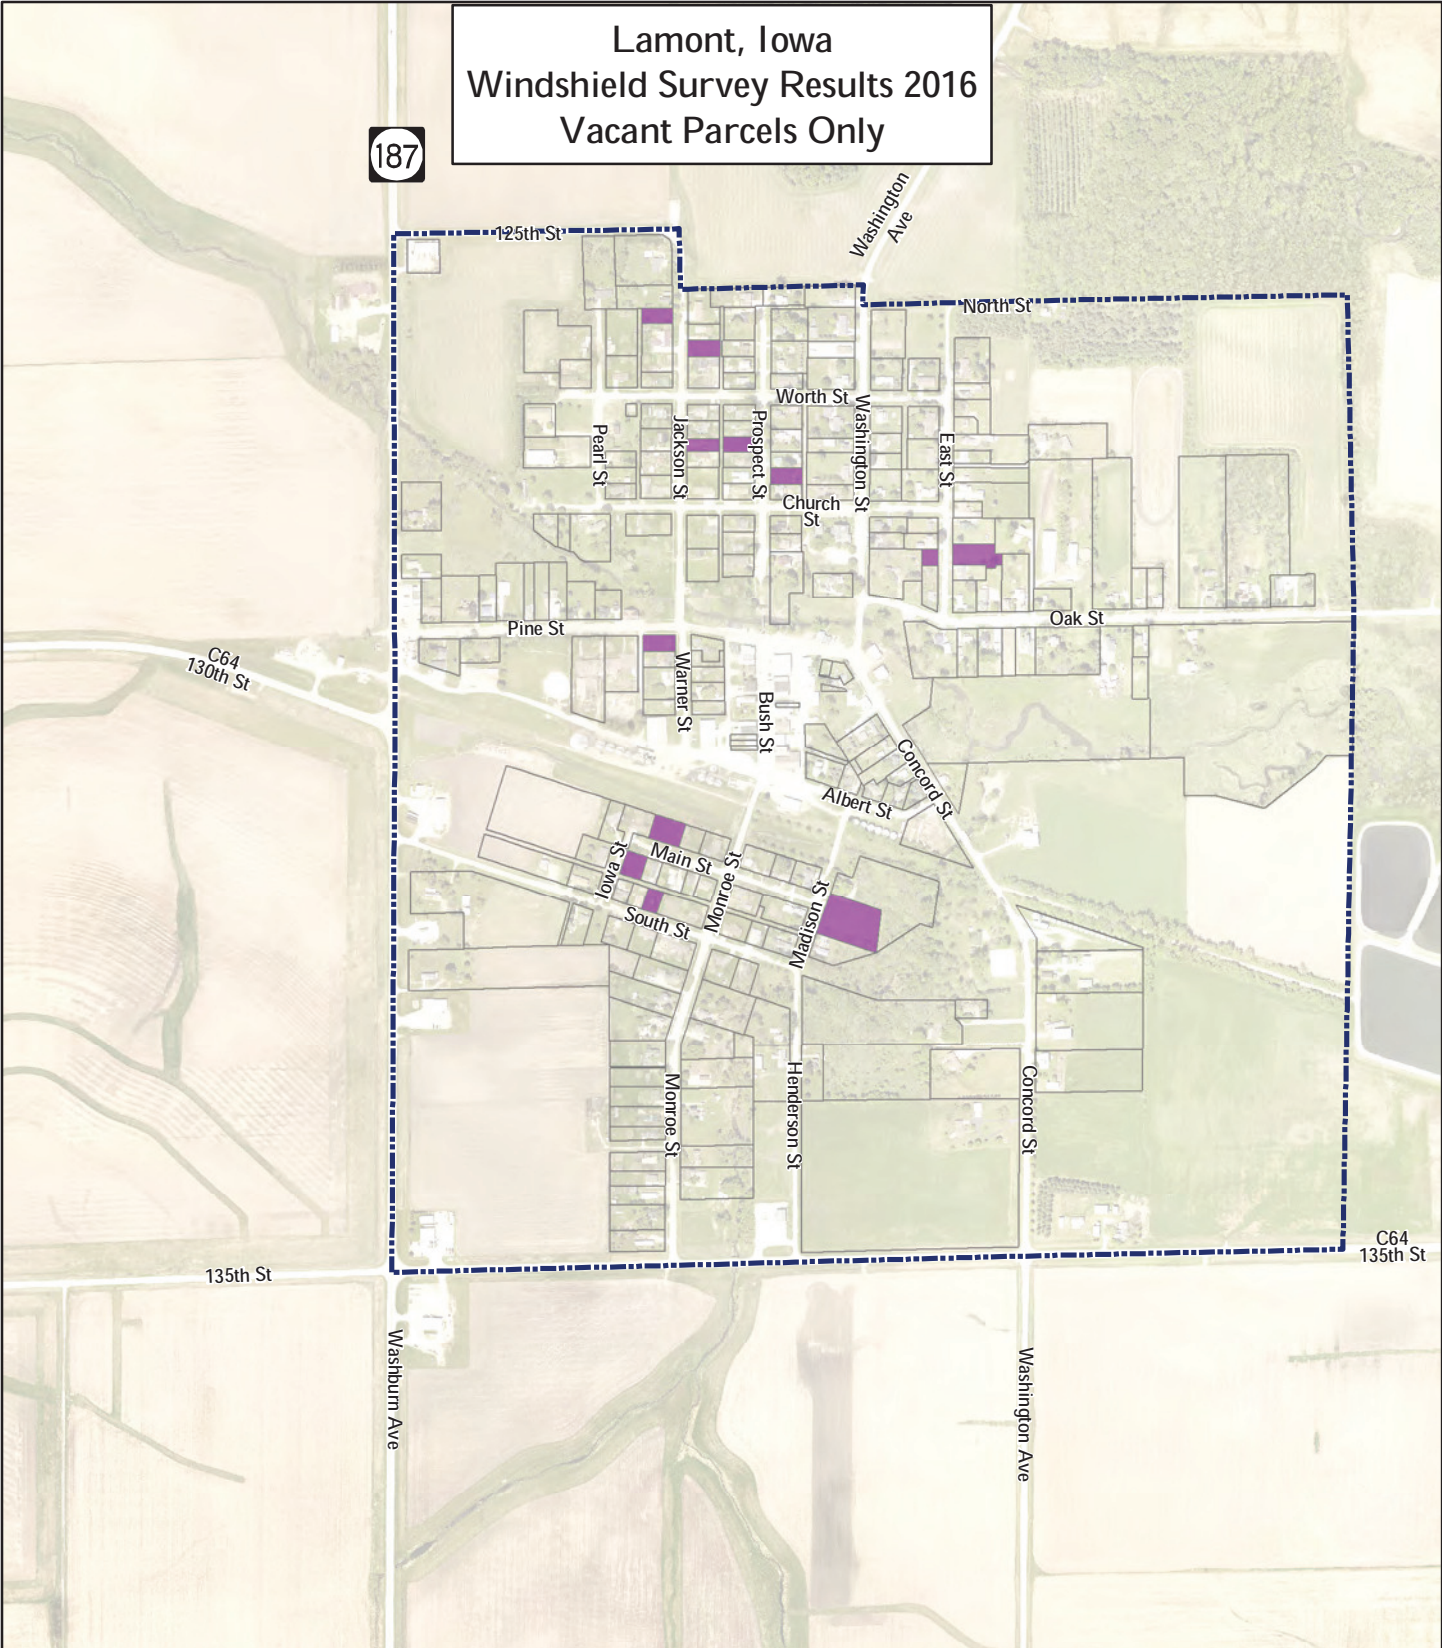 Lamont, Iowa
Windshield Survey Results 2016
Vacant Parcels Only
187
Washington
Ave
125th St
North St
Worth St
Pearl St
Jackson St
Prospect St
Washington St
East St
Church
St
Pine St
Oak St
C64
130th St
Warner St
Bush St
Concord St
Albert St
Iowa St
Main St
Monroe St
South St
Madison St
Monroe St
Henderson St
Concord St
C64
135th St
135th St
Washburn Ave
Washington Ave